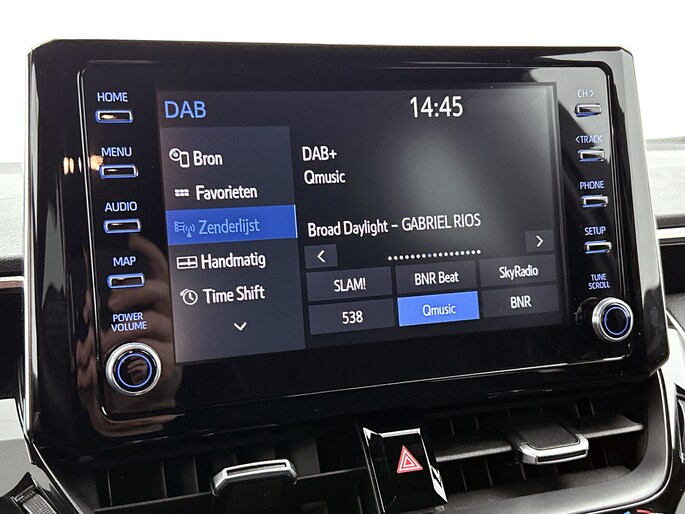 HOME
MENU
AUDIO
MAP
POWER
VOLUME
DAB
14:45
Bron
Favorieten
Zenderlijst
Handmatig
Time Shift
DAB+
Qmusic
Broad Daylight – GABRIEL RIOS
SLAM!
BNR Beat
SkyRadio
538
Qmusic
BNR
CH >
< TRACK
PHONE
SETUP
TUNE
SCROLL